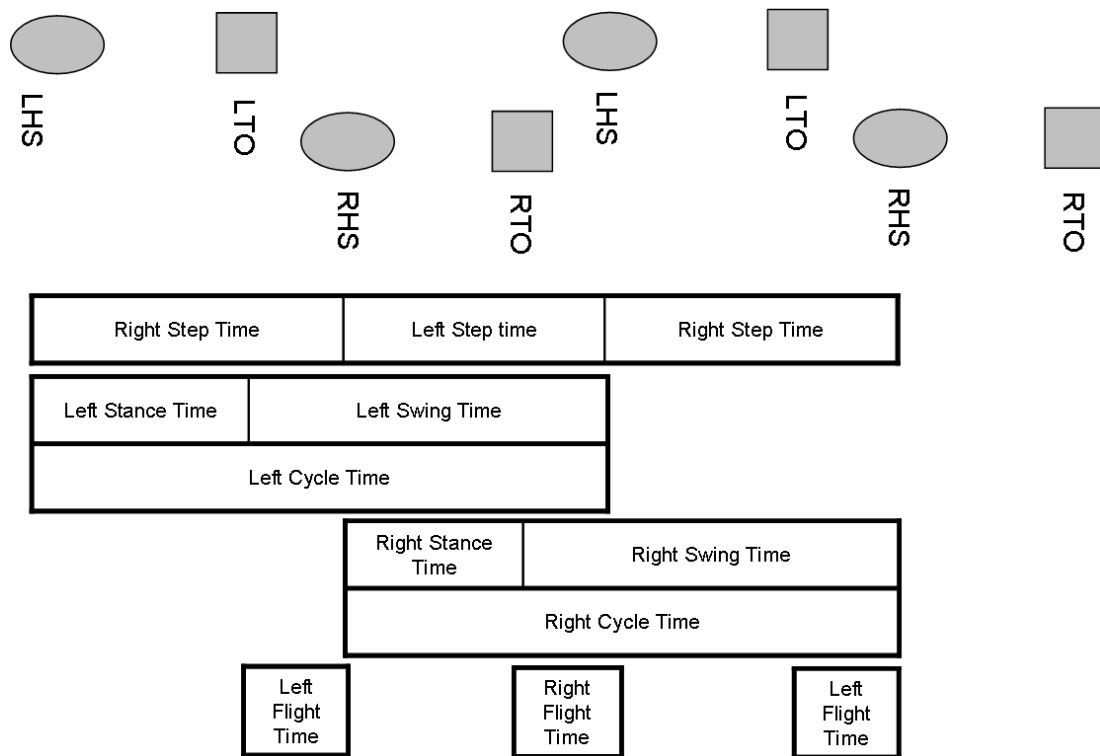 LHS
LTO
LHS
LTO
RHS
RTO
RHS
RTO
Right Step Time
Left Step time
Right Step Time
Left Stance Time
Left Swing Time
Left Cycle Time
Right Stance
Time
Right Swing Time
Right Cycle Time
Left
Flight
Time
Right
Flight
Time
Left
Flight
Time